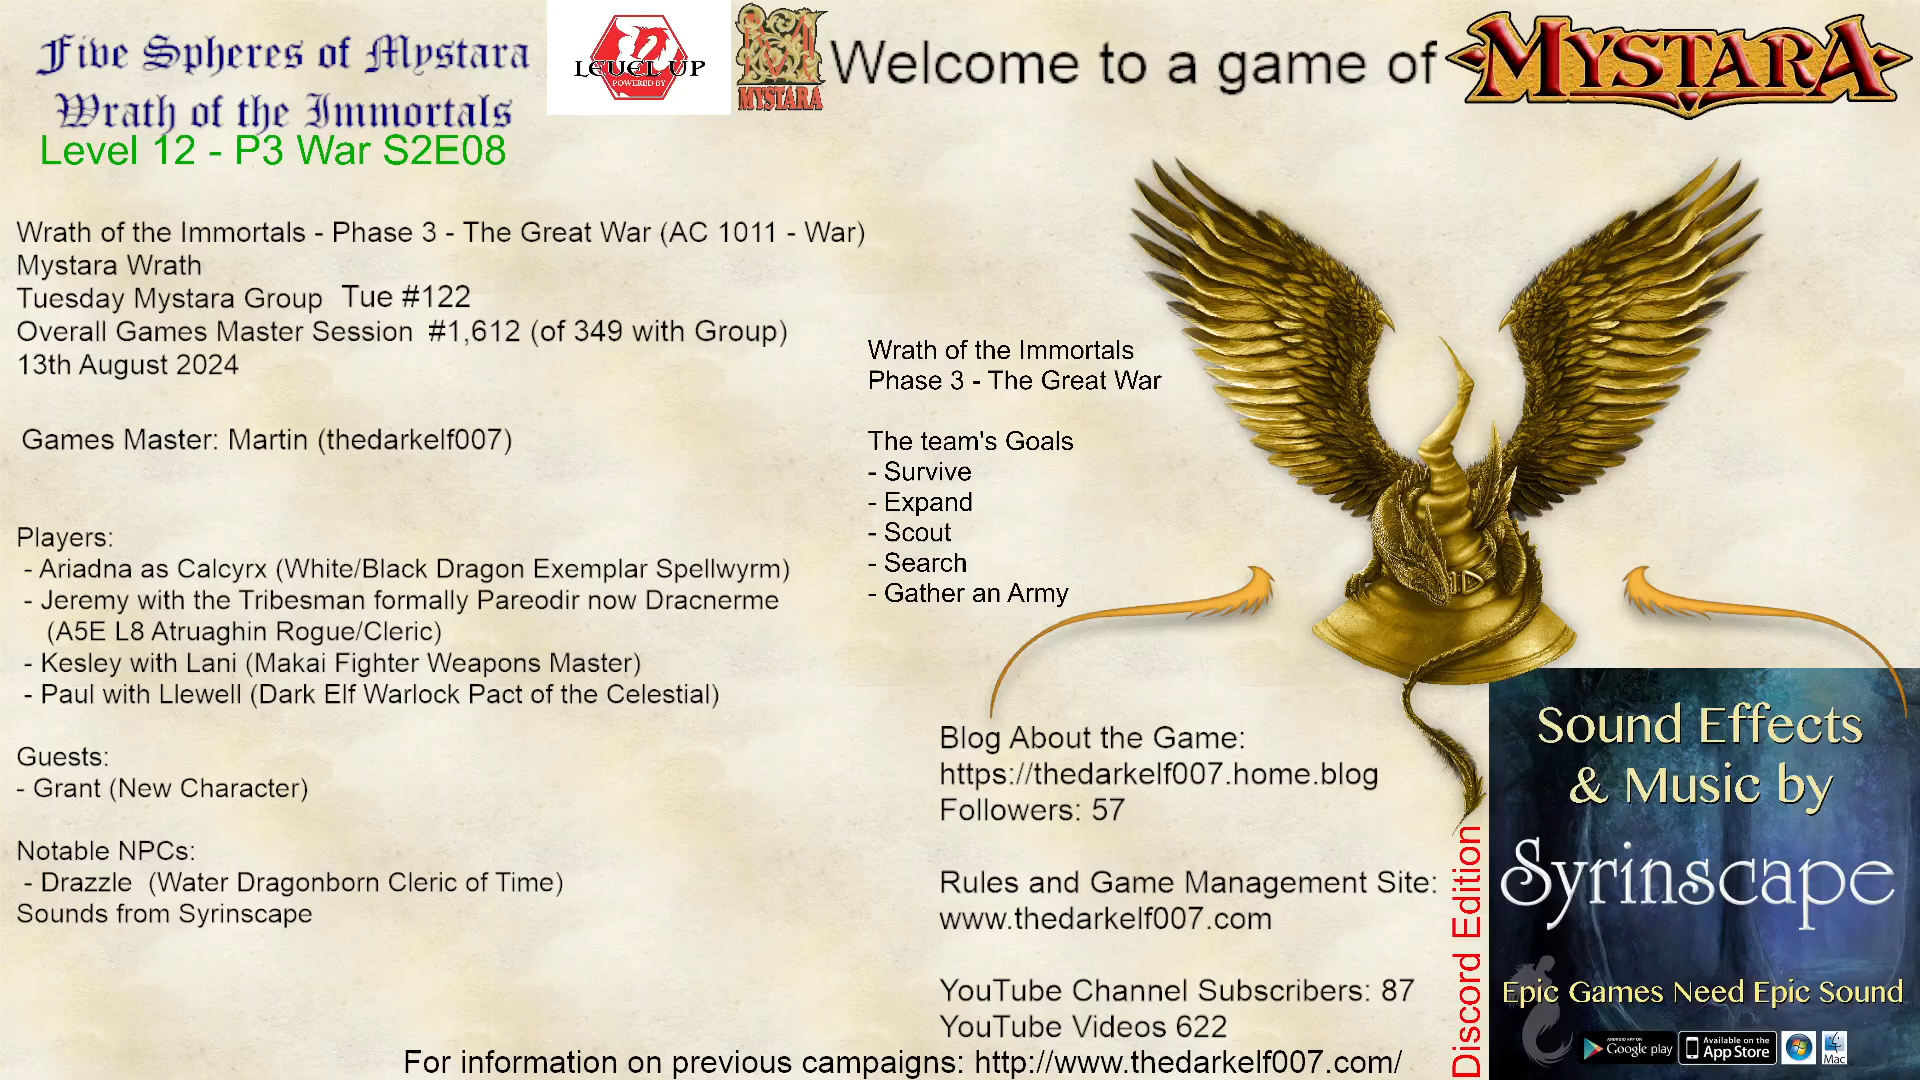 Five Spheres of Mystara
Wrath of the Immortals
Level 12 - P3 War S2E08
LEVEL UP
POWERED BY
MYSTARA
Welcome to a game of
MYSTARA
Wrath of the Immortals - Phase 3 - The Great War (AC 1011 - War)
Mystara Wrath
Tuesday Mystara Group Tue #122
Overall Games Master Session #1,612 (of 349 with Group)
13th August 2024
Games Master: Martin (thedarkelf007)
Players:
- Ariadna as Calcyrx (White/Black Dragon Exemplar Spellwyrm)
- Jeremy with the Tribesman formally Pareodir now Dracnerme
(A5E L8 Atruaghin Rogue/Cleric)
- Kesley with Lani (Makai Fighter Weapons Master)
- Paul with Llewell (Dark Elf Warlock Pact of the Celestial)
Guests:
- Grant (New Character)
Notable NPCs:
- Drazzle (Water Dragonborn Cleric of Time)
Sounds from Syrinscape
Wrath of the Immortals
Phase 3 - The Great War
The team's Goals
- Survive
- Expand
- Scout
- Search
- Gather an Army
Blog About the Game:
https://thedarkelf007.home.blog
Followers: 57
Rules and Game Management Site:
www.thedarkelf007.com
YouTube Channel Subscribers: 87
YouTube Videos 622
For information on previous campaigns: http://www.thedarkelf007.com/
Discord Edition
Sound Effects
& Music by
Syrinscape
Epic Games Need Epic Sound
ANDROID APP ON
Google play
Available on the
App Store
Mac